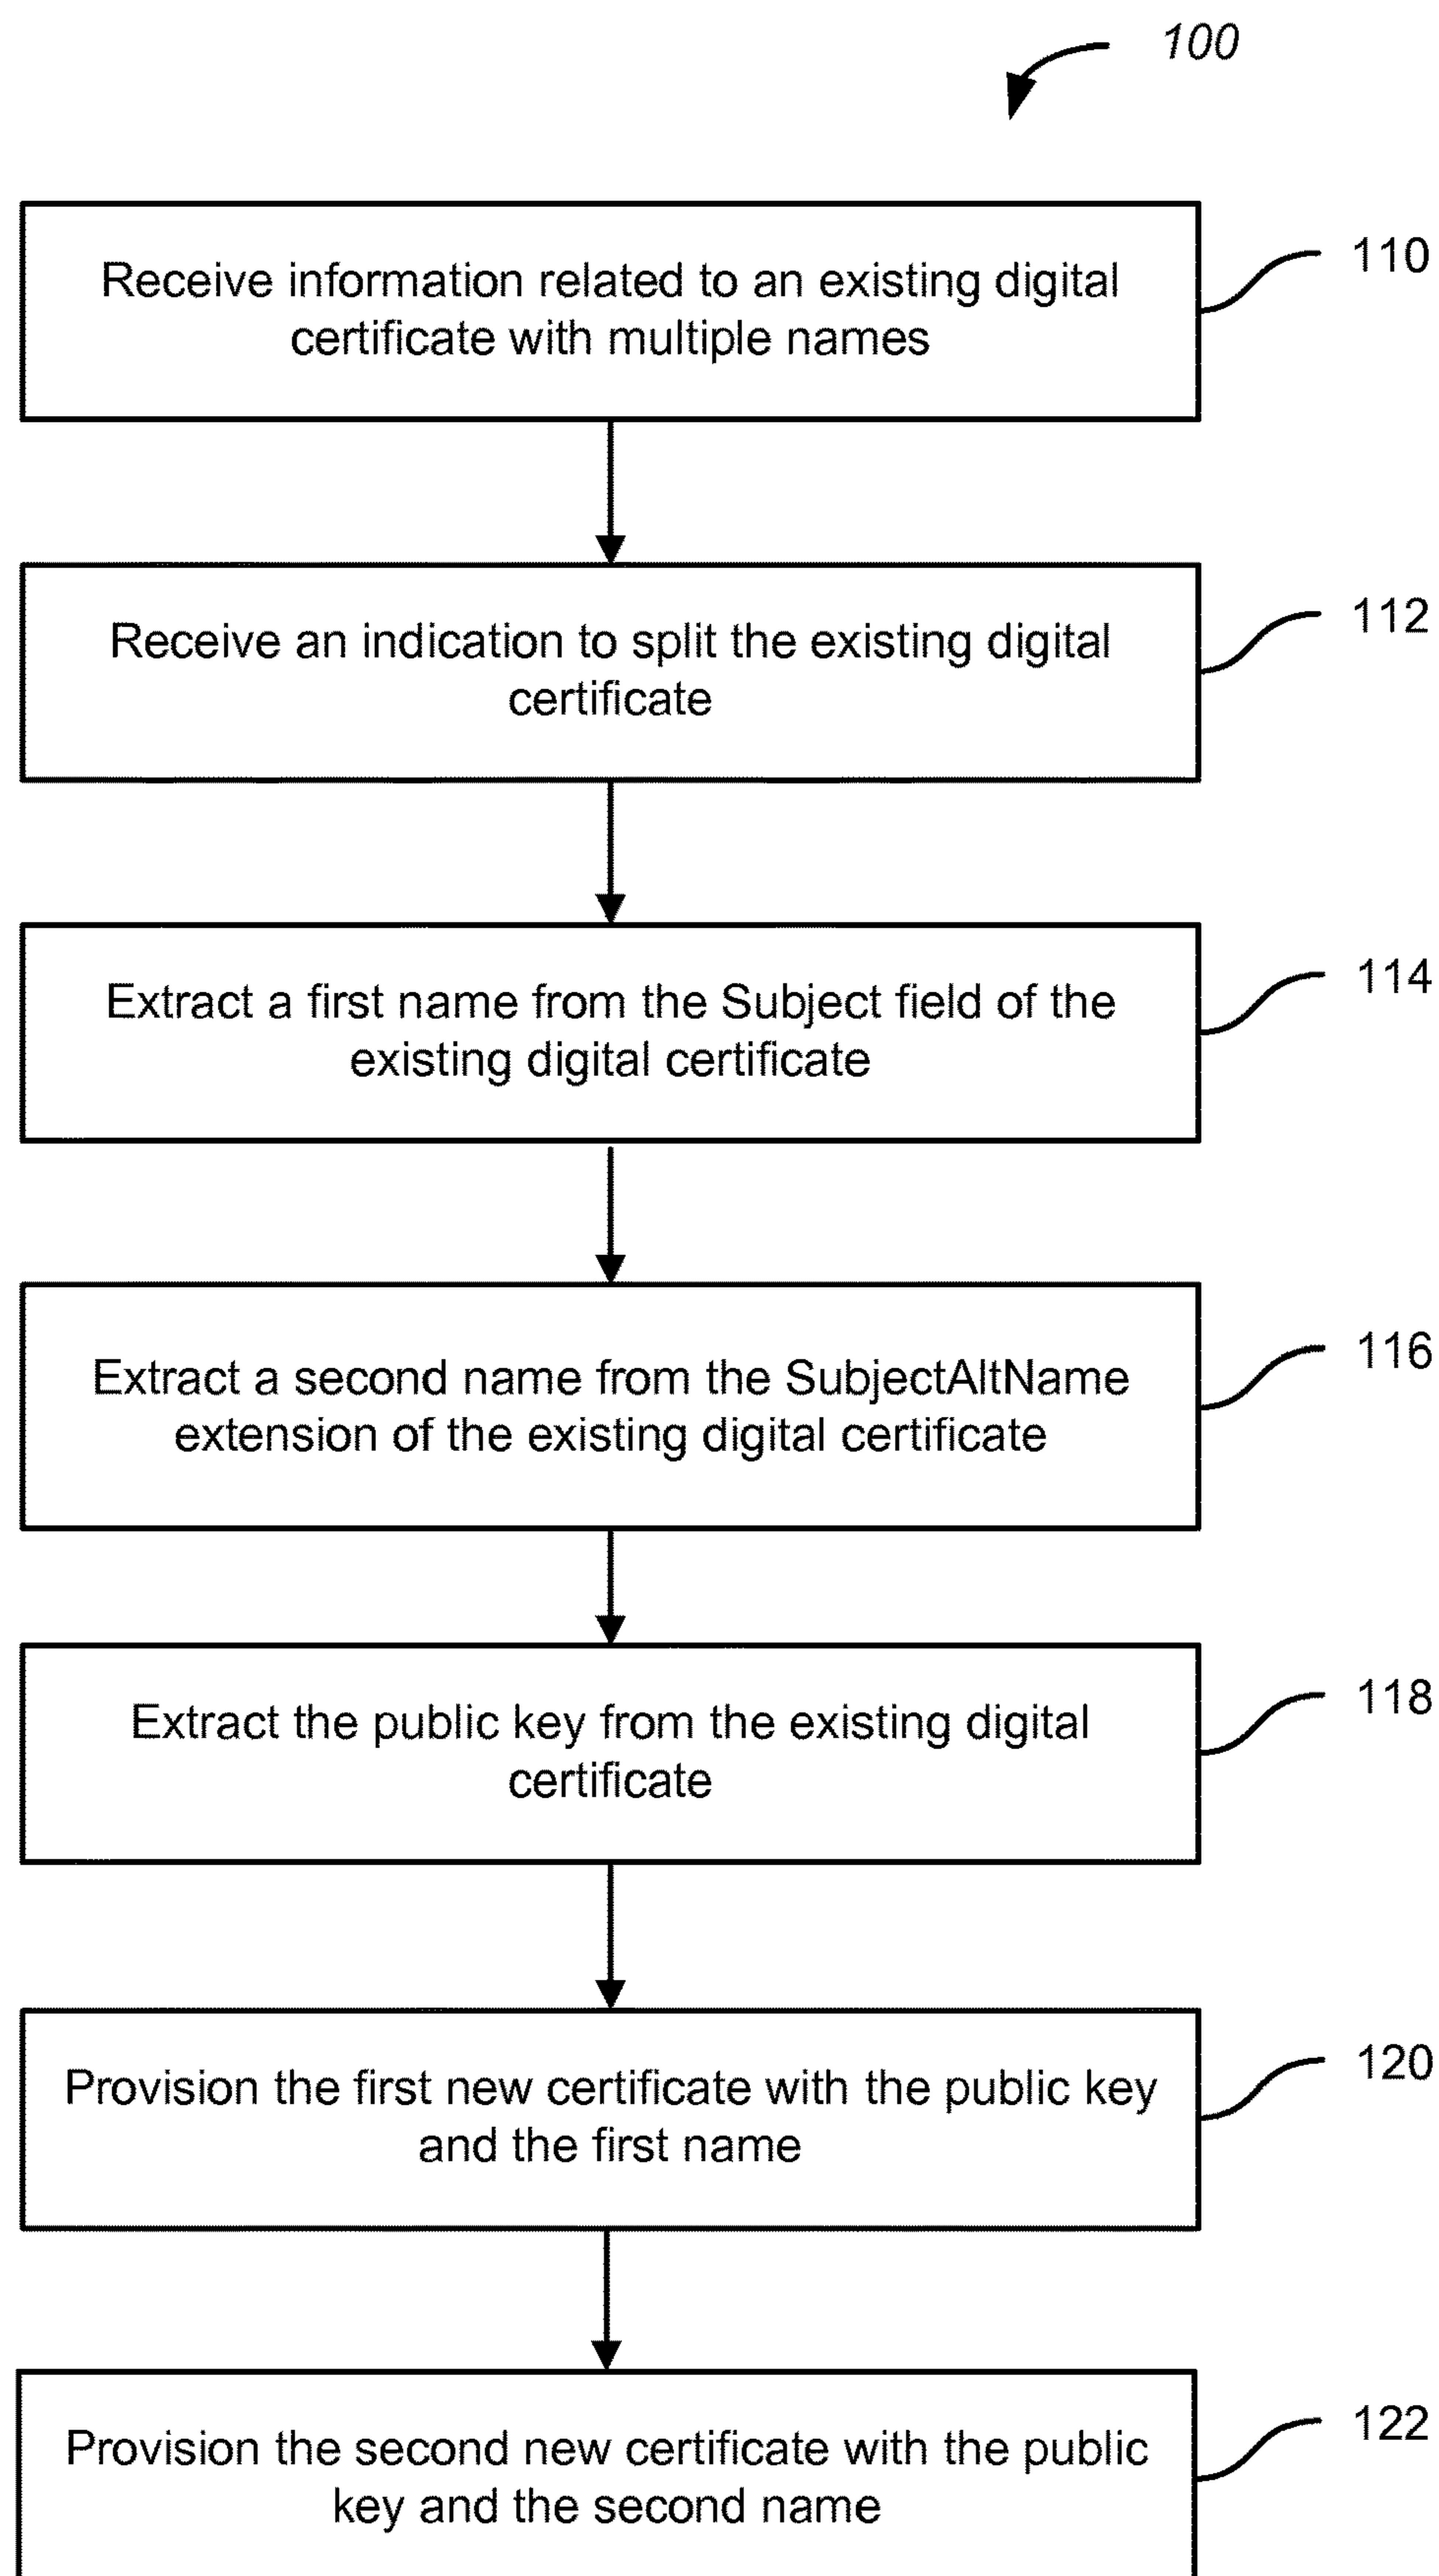 100
Receive information related to an existing digital
certificate with multiple names
110
Receive an indication to split the existing digital
certificate
112
Extract a first name from the Subject field of the
existing digital certificate
114
Extract a second name from the SubjectAltName
extension of the existing digital certificate
116
Extract the public key from the existing digital
certificate
118
Provision the first new certificate with the public key
and the first name
120
Provision the second new certificate with the public
key and the second name
122